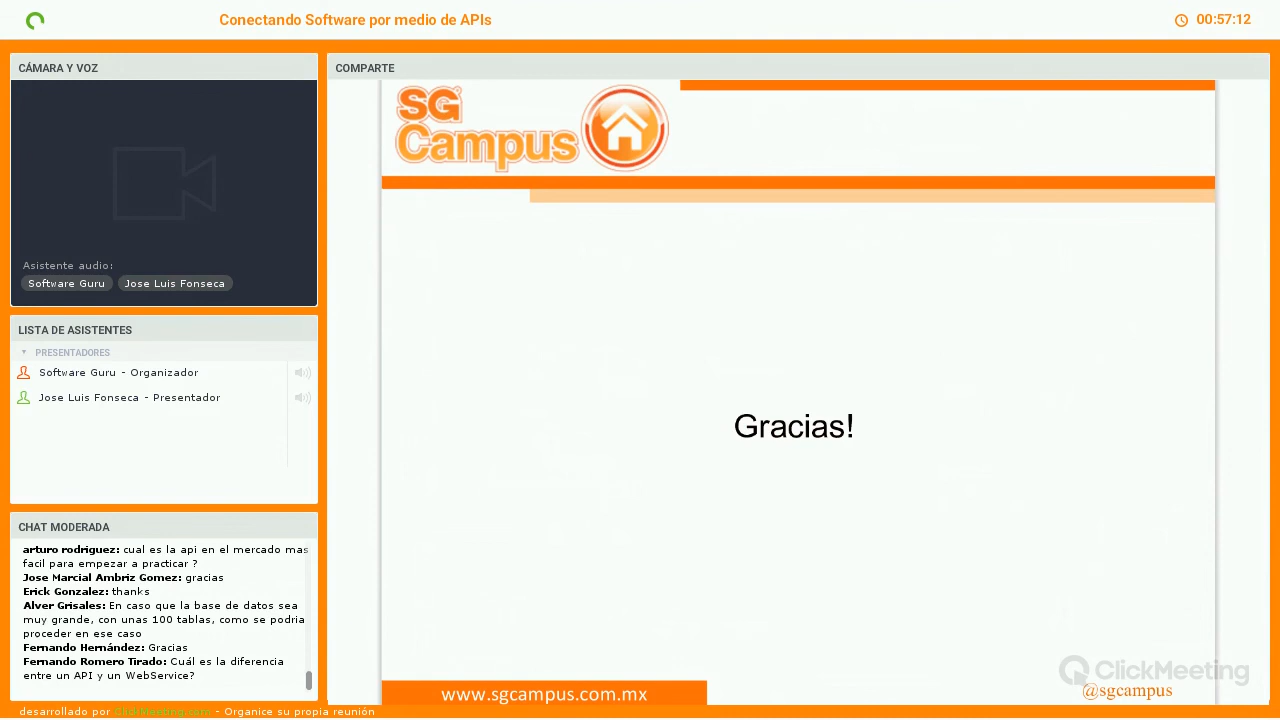 Conectando Software por medio de APIs
00:57:12
CÁMARA Y VOZ
Asistente audio:
Software Guru
Jose Luis Fonseca
LISTA DE ASISTENTES
PRESENTADORES
Software Guru - Organizador
Jose Luis Fonseca - Presentador
CHAT MODERADA
arturo rodriguez: cual es la api en el mercado mas
facil para empezar a practicar ?
Jose Marcial Ambriz Gomez: gracias
Erick Gonzalez: thanks
Alver Grisales: En caso que la base de datos sea
muy grande, con unas 100 tablas, como se podria
proceder en ese caso
Fernando Hernández: Gracias
Fernando Romero Tirado: Cuál es la diferencia
entre un API y un WebService?
desarrollado por ClickMeeting.com - Organice su propia reunión
COMPARTE
SG
Campus
Gracias!
www.sgcampus.com.mx
ClickMeeting
@sgcampus